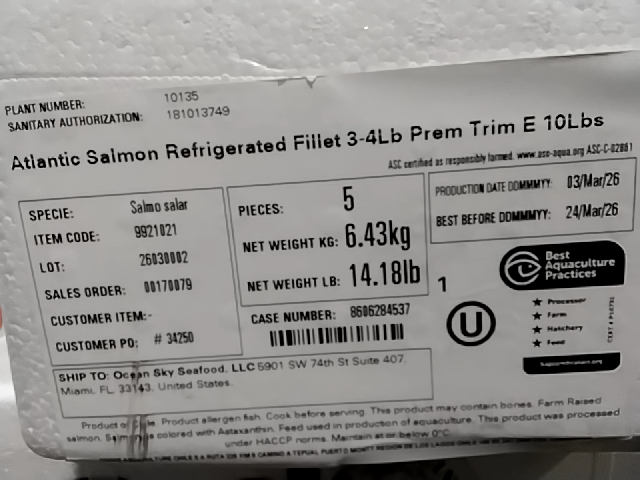 PLANT NUMBER: 10135
SANITARY AUTHORIZATION: 181013749
Atlantic Salmon Refrigerated Fillet 3-4Lb Prem Trim E 10Lbs
ASC certified as responsibly farmed. www.asc-aqua.org ASC-C-02881
SPECIE: Salmo salar
ITEM CODE: 9921021
LOT: 26030002
SALES ORDER: 00170079
CUSTOMER ITEM:-
CUSTOMER PO: # 34250
PIECES: 5
NET WEIGHT KG: 6.43kg
NET WEIGHT LB: 14.18lb
CASE NUMBER: 8606284537
1
PRODUCTION DATE DDMMMYY: 03/Mar/26
BEST BEFORE DDMMMYY: 24/Mar/26
Best
Aquaculture
Practices
Processor
Farm
Hatchery
Feed
U
SHIP TO: Ocean Sky Seafood, LLC 5901 SW 74th St Suite 407,
Miami, FL, 33143, United States.
Product of Chile. Product allergen fish. Cook before serving. This product may contain bones. Farm Raised
salmon. Salmon is colored with Astaxanthin. Feed used in production of aquaculture. This product was processed
under HACCP norms. Maintain at or below 0°C.